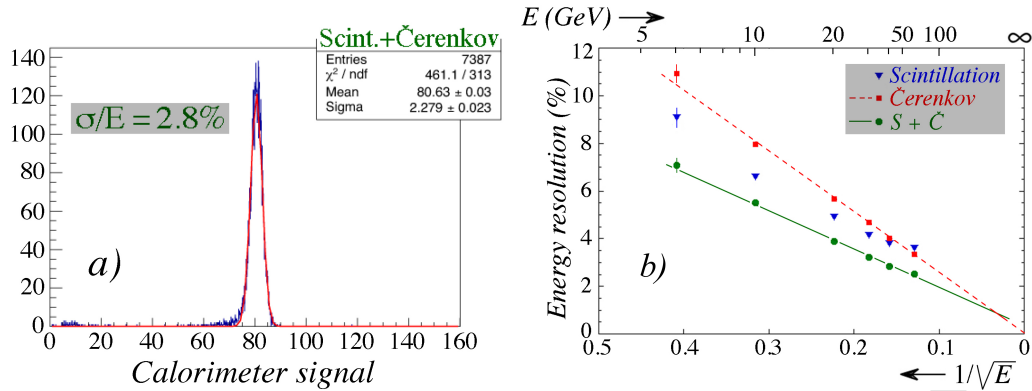 Scint.+Čerenkov
Entries 7387
χ² / ndf 461.1 / 313
Mean 80.63 ± 0.03
Sigma 2.279 ± 0.023
σ/E = 2.8%
140
120
100
80
60
40
20
0
a)
0 20 40 60 80 100 120 140 160
Calorimeter signal
E (GeV)
5 10 20 50 100 ∞
Energy resolution (%)
12
10
8
6
4
2
0
Scintillation
Čerenkov
S + Č
b)
0.5 0.4 0.3 0.2 0.1 0
1/√E